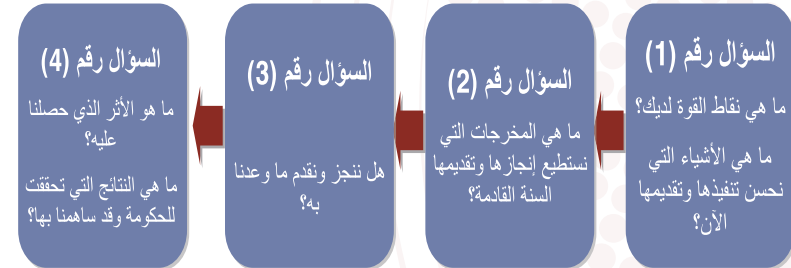 السؤال رقم (1)
ما هي نقاط القوة لديك؟
ما هي الأشياء التي
نحسن تنفيذها وتقديمها
الآن؟
السؤال رقم (2)
ما هي المخرجات التي
نستطيع إنجازها وتقديمها
السنة القادمة؟
السؤال رقم (3)
هل ننجز ونقدم ما وعدنا
به؟
السؤال رقم (4)
ما هو الأثر الذي حصلنا
عليه؟
ما هي النتائج التي تحققت
للحكومة وقد ساهمنا بها؟